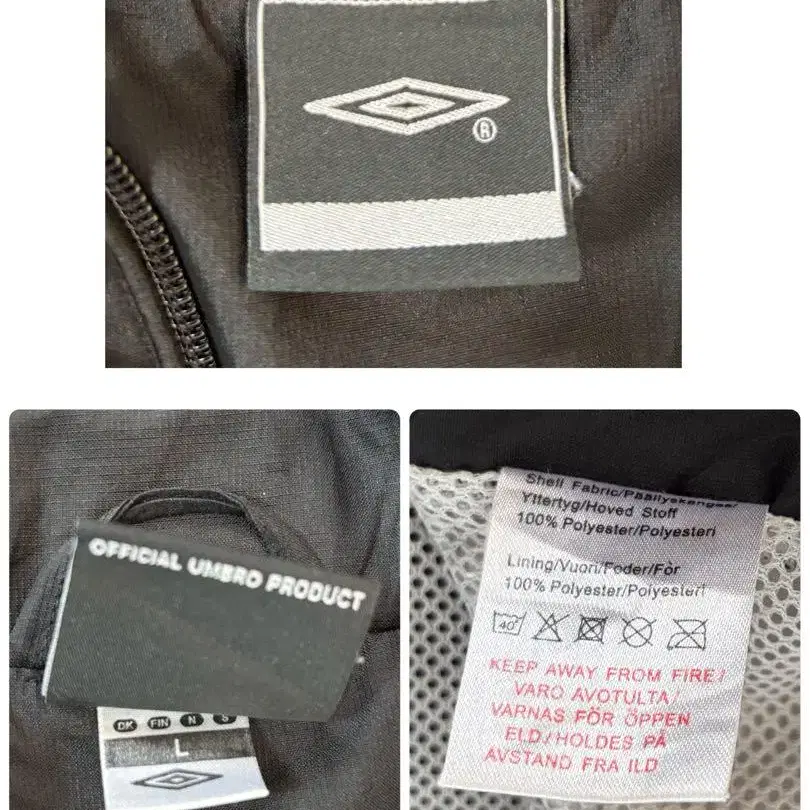 ®
OFFICIAL UMBRO PRODUCT
DK FIN N S
L
Shell Fabric/Päällyskangas/
Yttertyg/Hoved Stoff
100% Polyester/Polyesteri
Lining/Vuori/Foder/Fòr
100% Polyester/Polyesteri
40°
KEEP AWAY FROM FIRE/
VARO AVOTULTA/
VARNAS FÖR ÖPPEN
ELD/HOLDES PÅ
AVSTAND FRA ILD